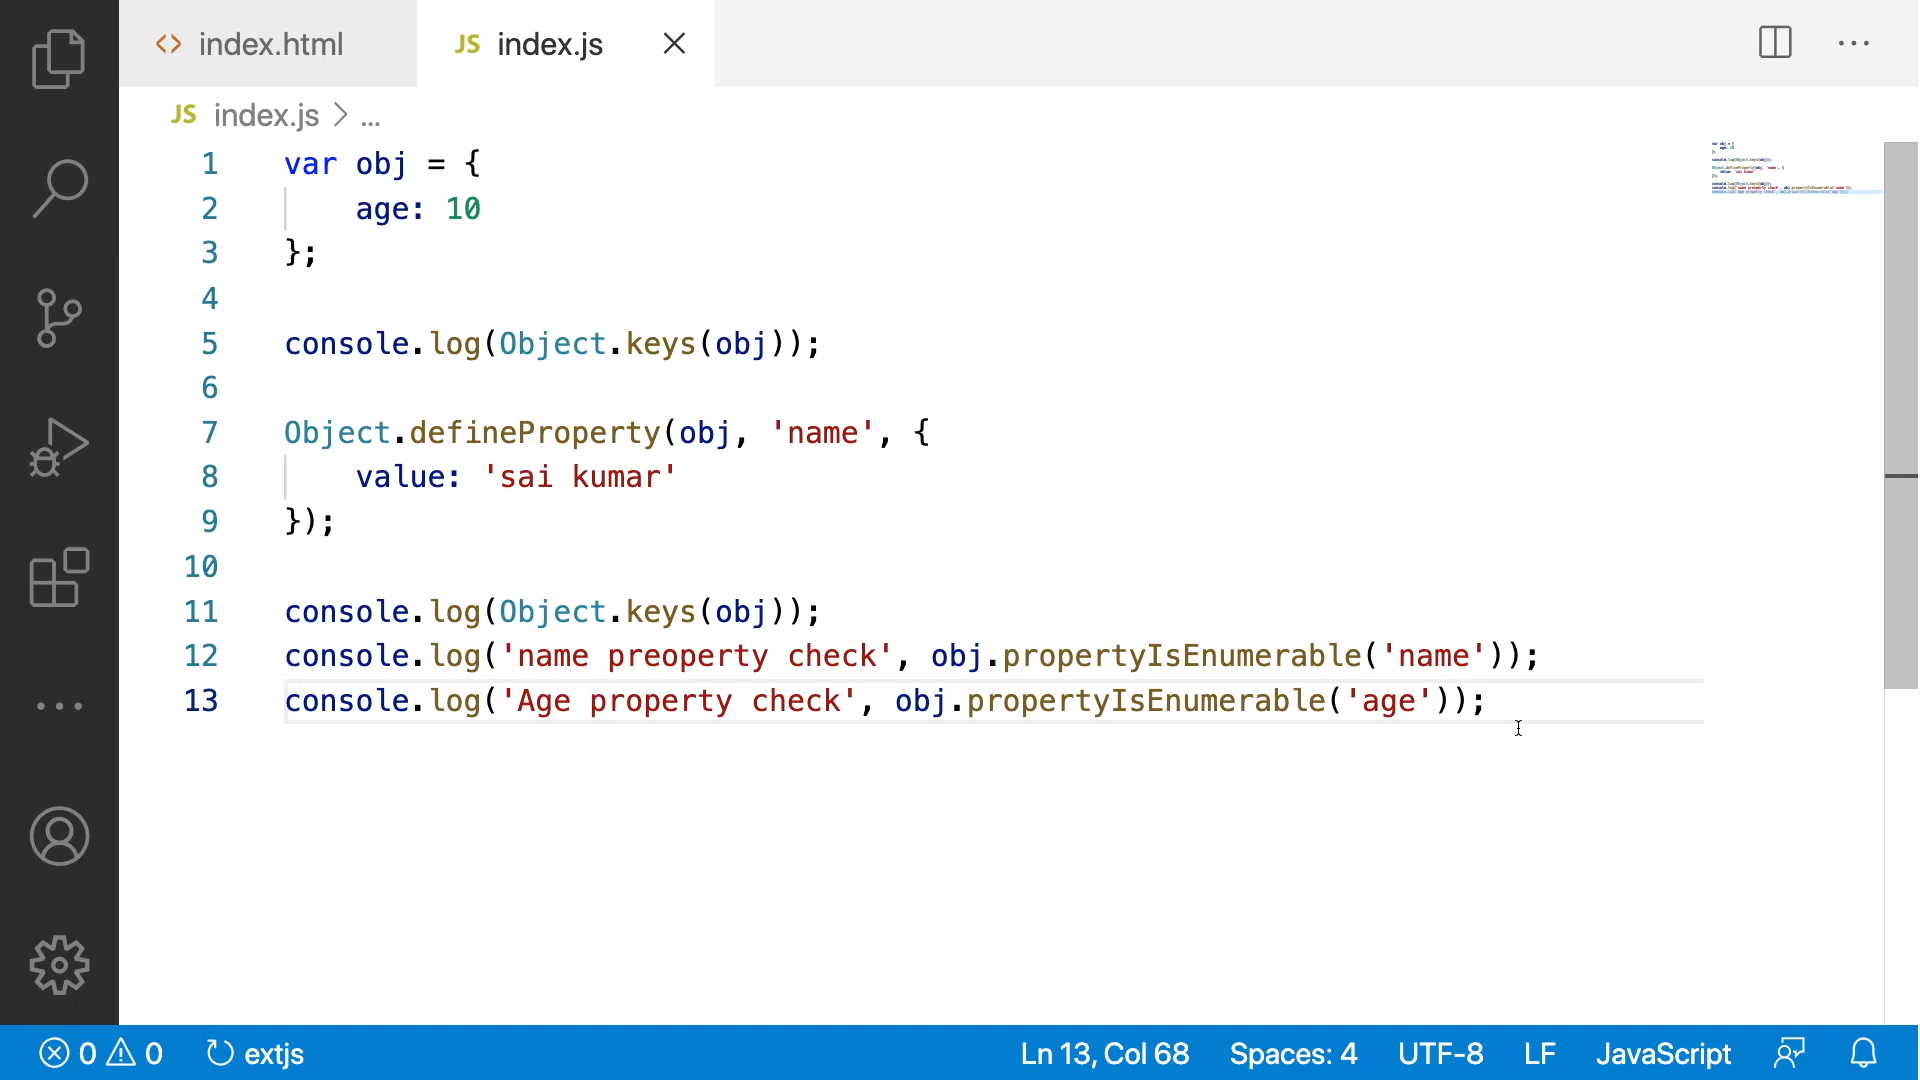 <> index.html JS index.js
JS index.js > ...
1 var obj = {
2 age: 10
3 };
4
5 console.log(Object.keys(obj));
6
7 Object.defineProperty(obj, 'name', {
8 value: 'sai kumar'
9 });
10
11 console.log(Object.keys(obj));
12 console.log('name preoperty check', obj.propertyIsEnumerable('name'));
13 console.log('Age property check', obj.propertyIsEnumerable('age'));
0 0 extjs Ln 13, Col 68 Spaces: 4 UTF-8 LF JavaScript